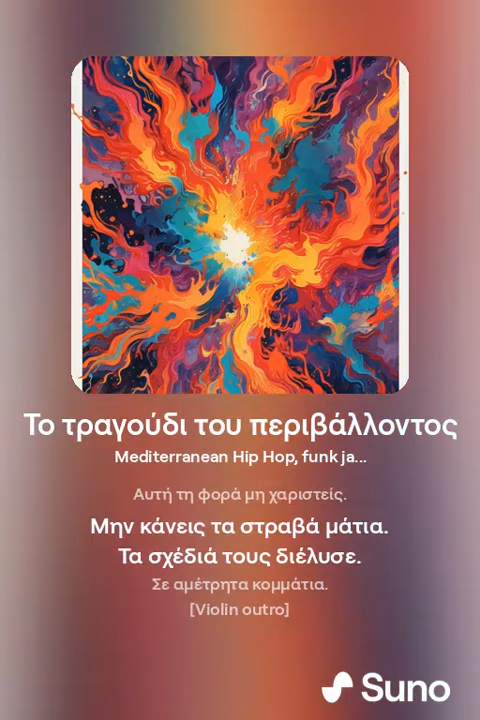 Το τραγούδι του περιβάλλοντος
Mediterranean Hip Hop, funk ja...
Αυτή τη φορά μη χαριστείς.
Μην κάνεις τα στραβά μάτια.
Τα σχέδιά τους διέλυσε.
Σε αμέτρητα κομμάτια.
[Violin outro]
Suno